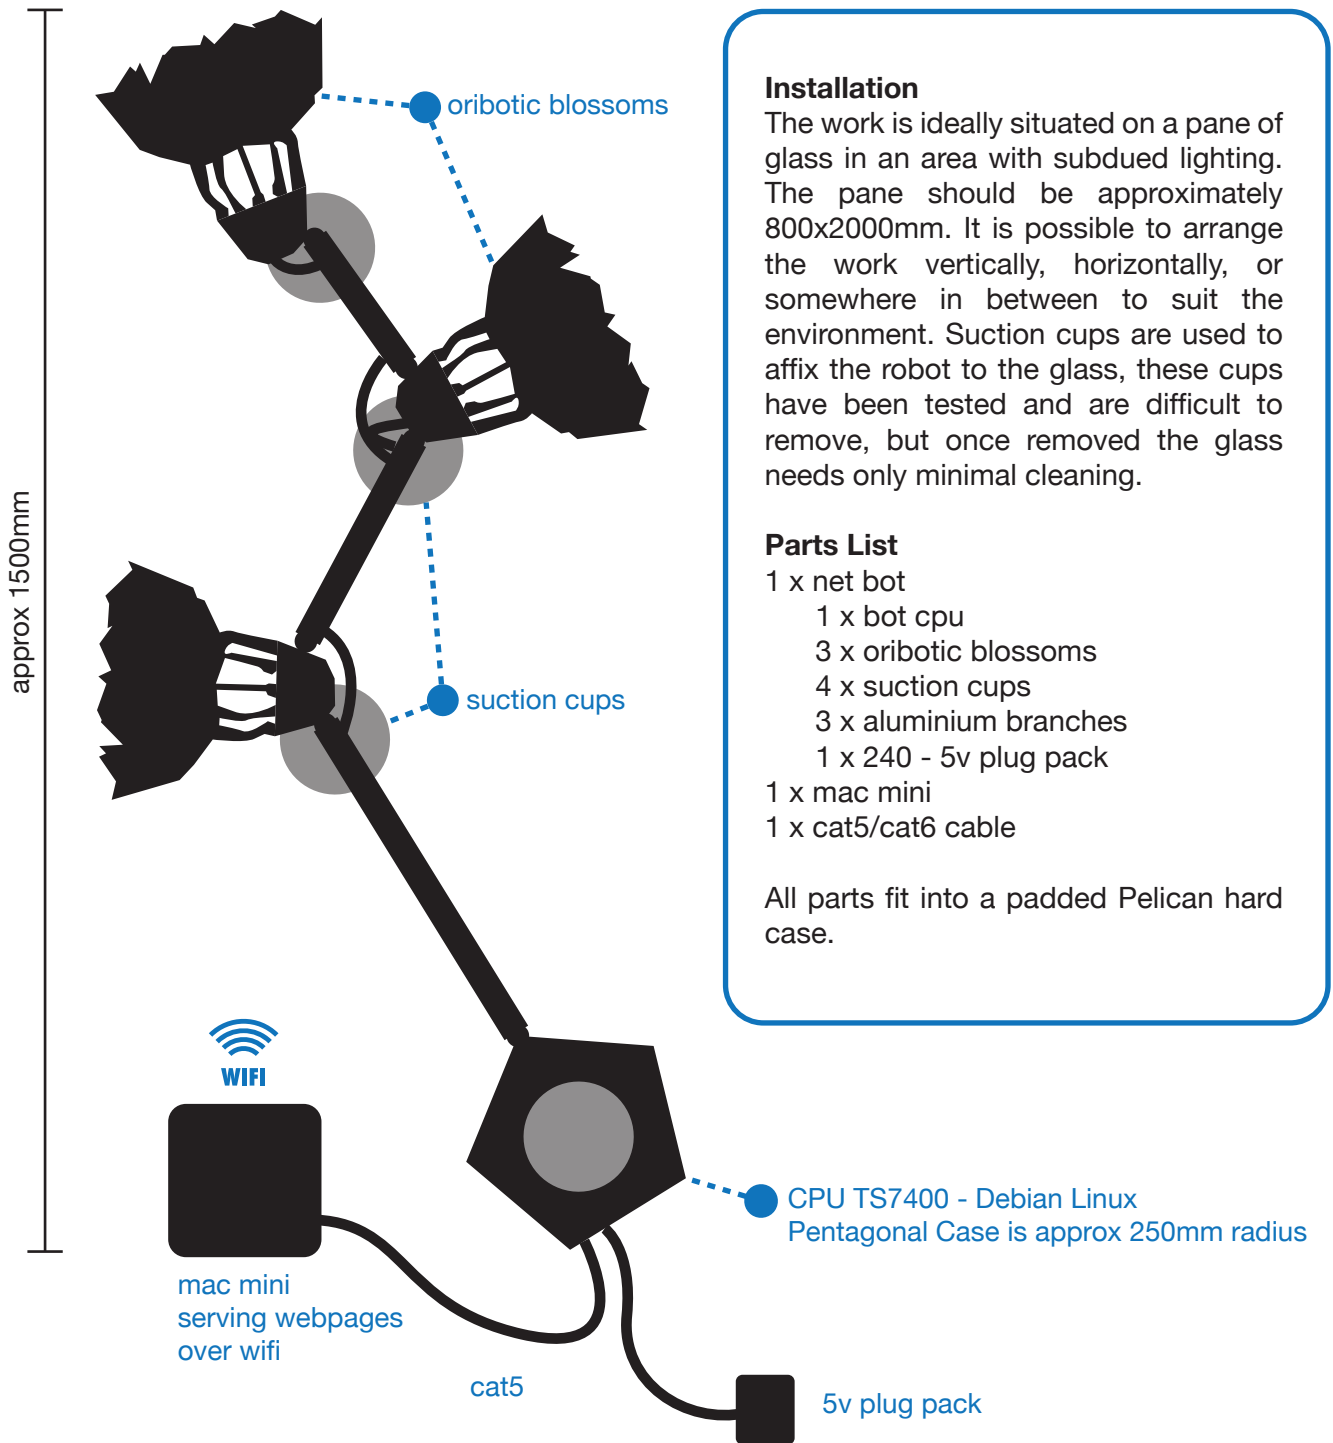 oribotic blossoms
approx 1500mm
suction cups
WIFI
mac mini
serving webpages
over wifi
cat5
5v plug pack
CPU TS7400 - Debian Linux
Pentagonal Case is approx 250mm radius
Installation
The work is ideally situated on a pane of
glass in an area with subdued lighting.
The pane should be approximately
800x2000mm. It is possible to arrange
the work vertically, horizontally, or
somewhere in between to suit the
environment. Suction cups are used to
affix the robot to the glass, these cups
have been tested and are difficult to
remove, but once removed the glass
needs only minimal cleaning.
Parts List
1 x net bot
1 x bot cpu
3 x oribotic blossoms
4 x suction cups
3 x aluminium branches
1 x 240 - 5v plug pack
1 x mac mini
1 x cat5/cat6 cable
All parts fit into a padded Pelican hard
case.